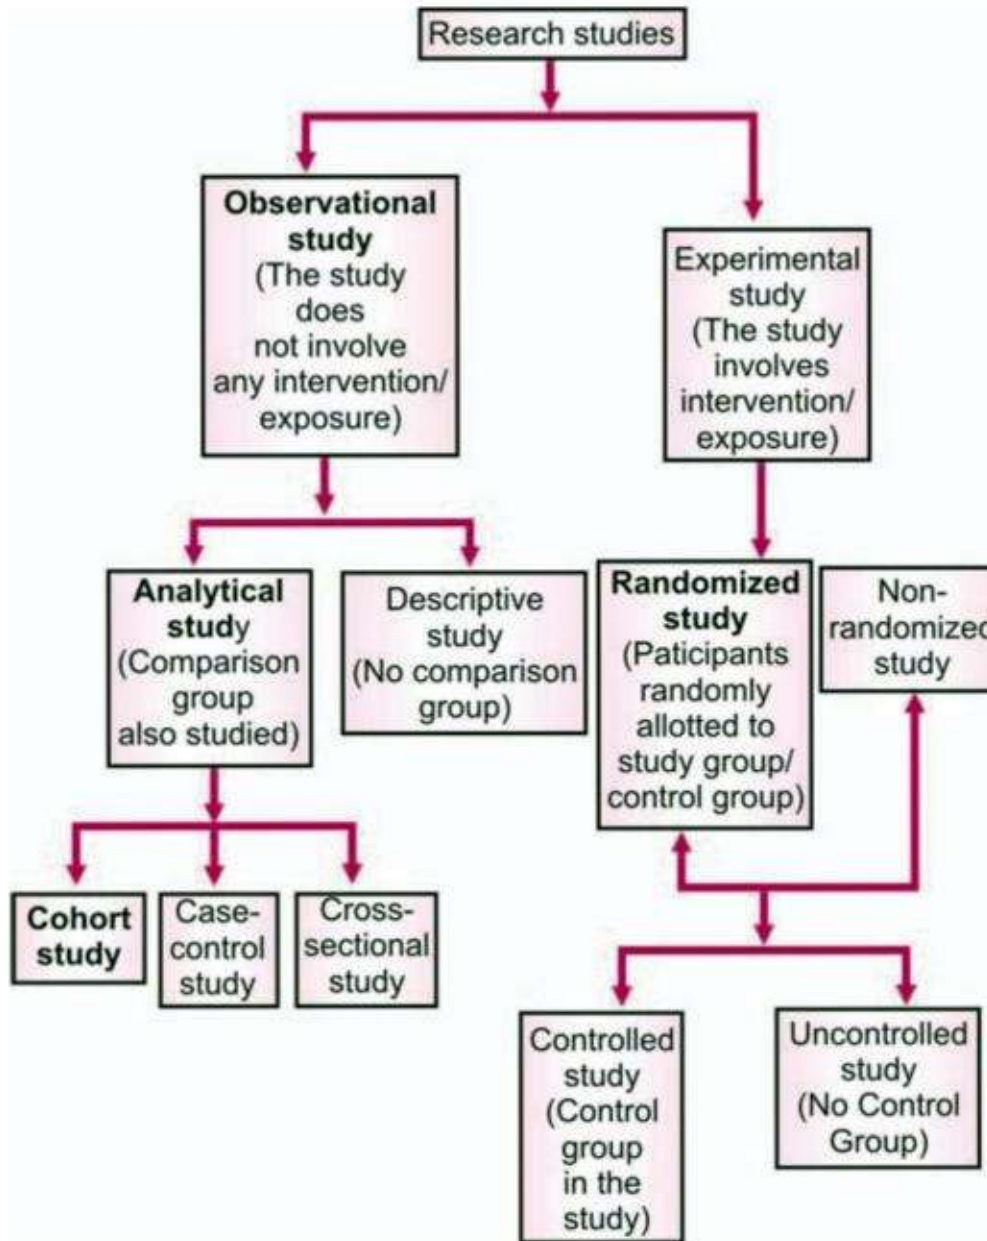 Research studies
Observational
study
(The study
does
not involve
any intervention/
exposure)
Experimental
study
(The study
involves
intervention/
exposure)
Analytical
study
(Comparison
group
also studied)
Descriptive
study
(No comparison
group)
Randomized
study
(Paticipants
randomly
allotted to
study group/
control group)
Non-
randomized
study
Cohort
study
Case-
control
study
Cross-
sectional
study
Controlled
study
(Control
group
in the
study)
Uncontrolled
study
(No Control
Group)